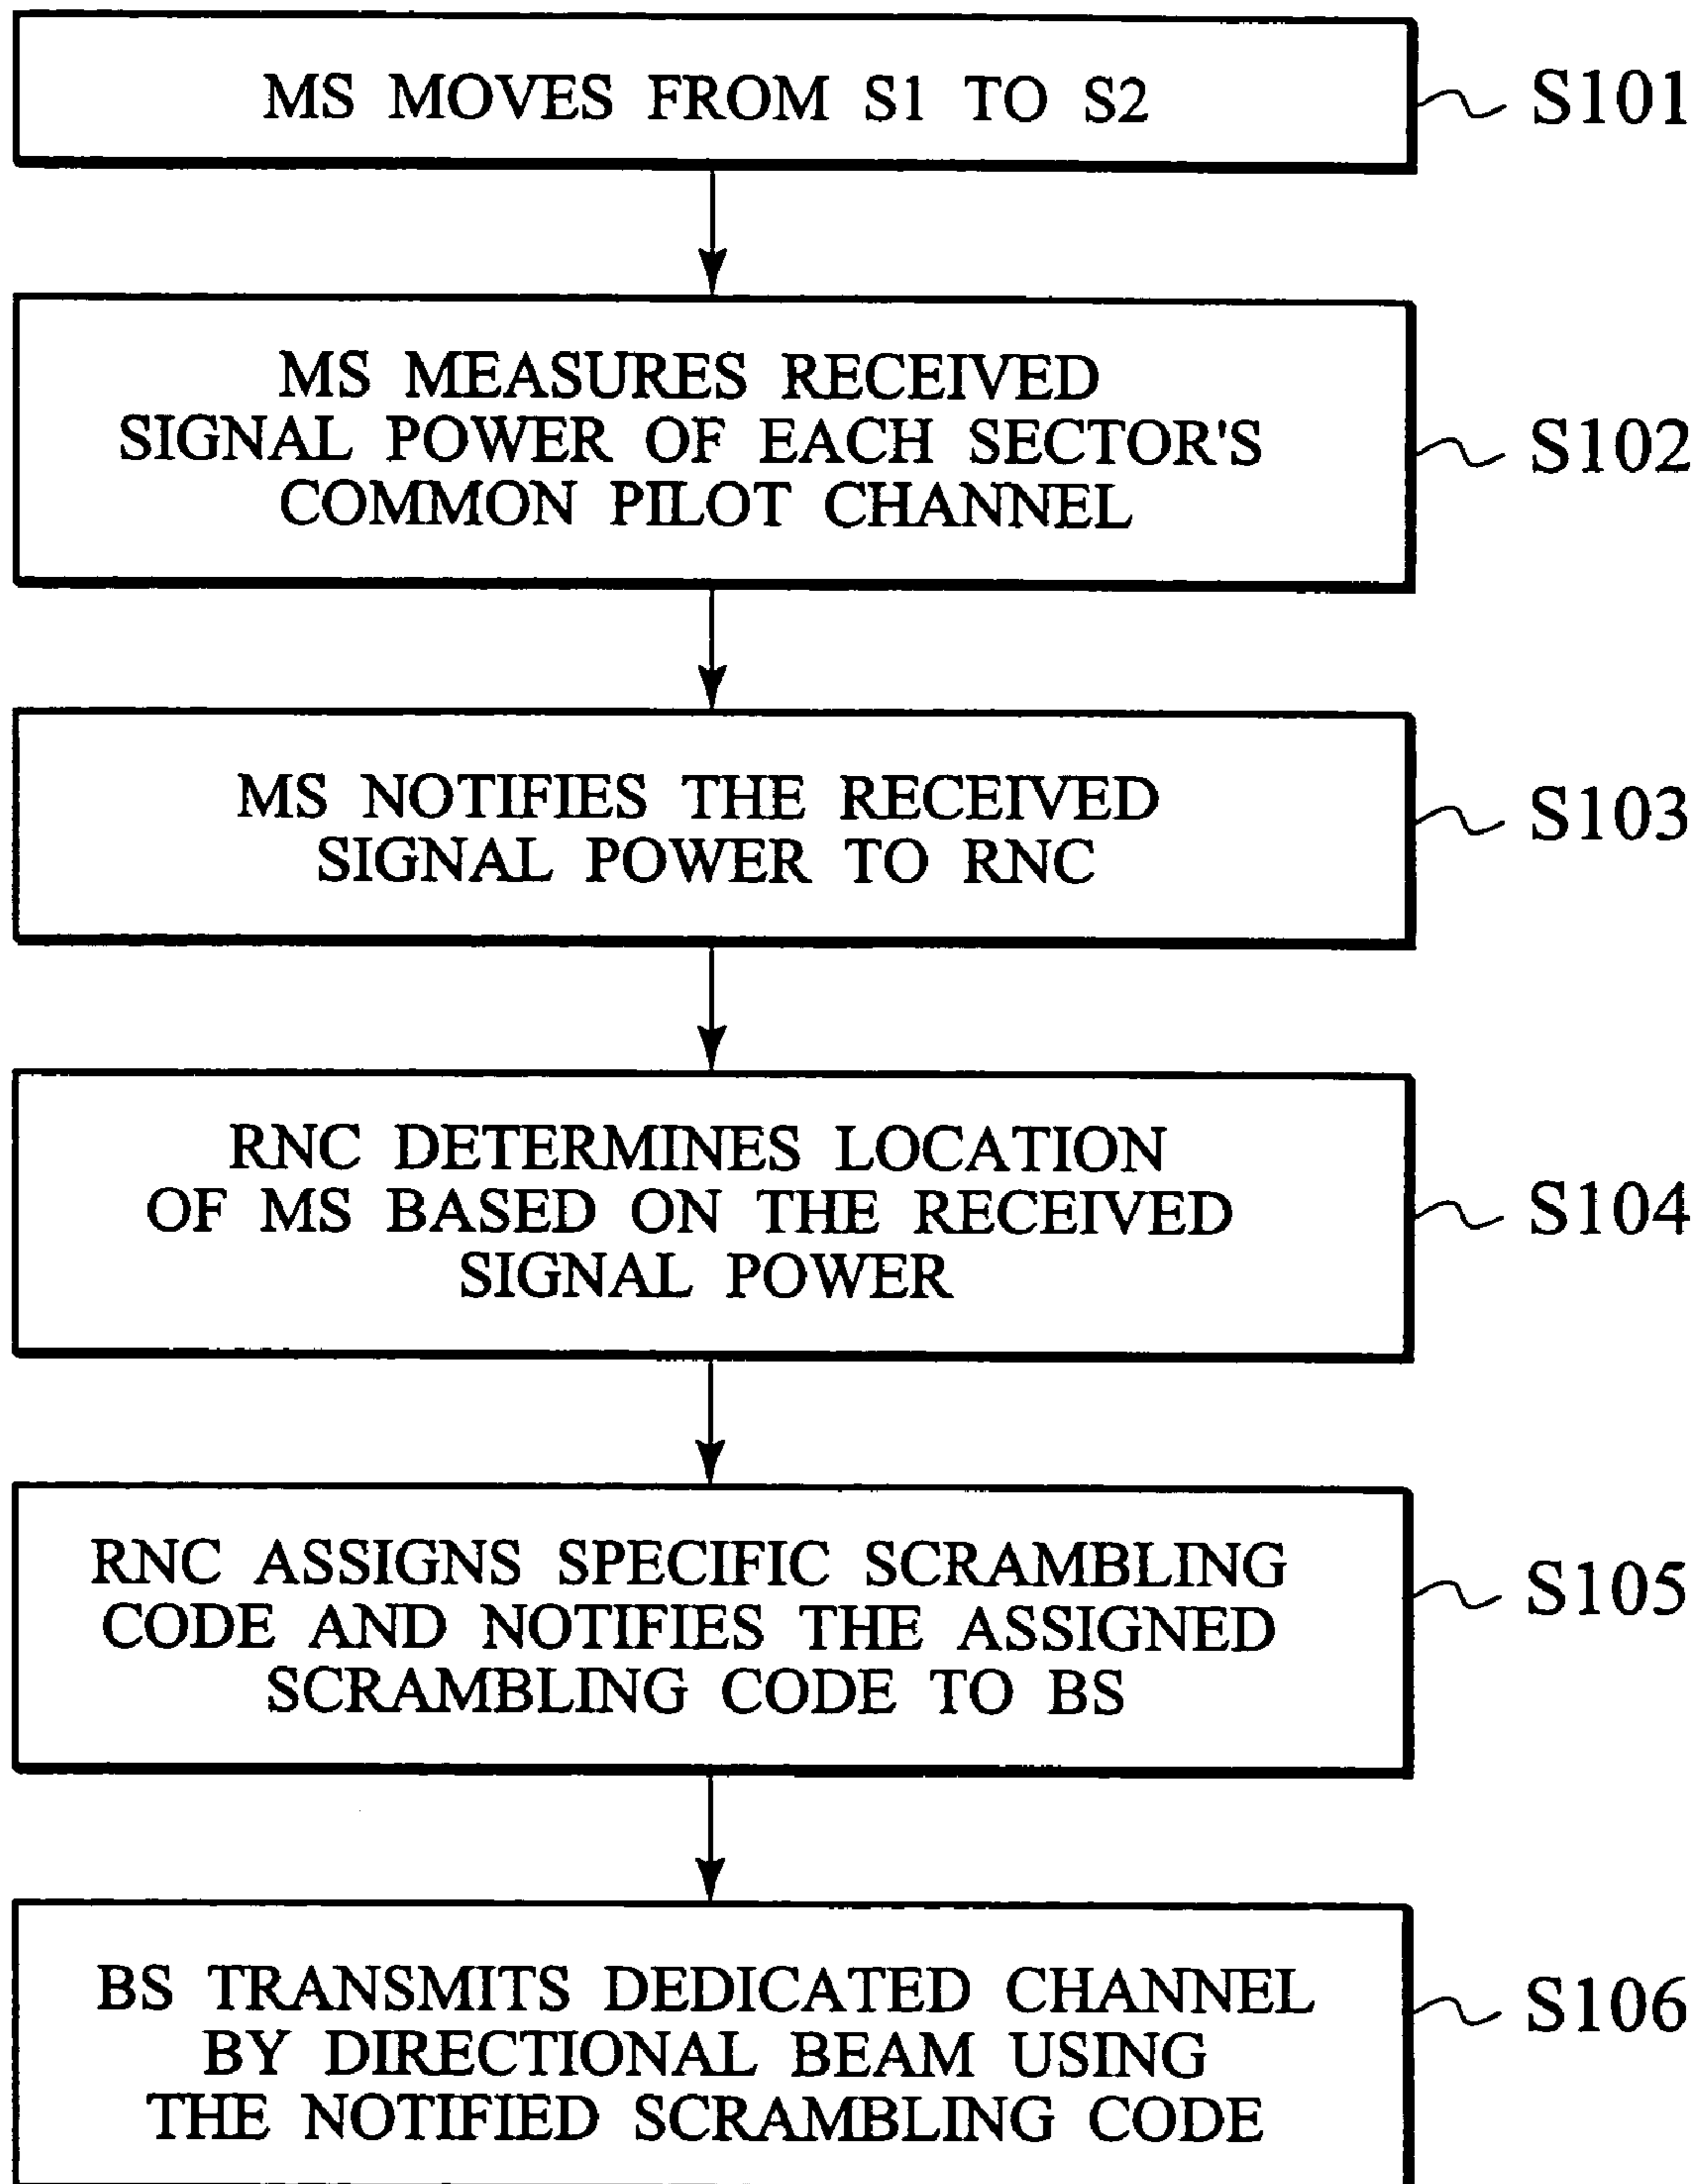 MS MOVES FROM S1 TO S2
S101
MS MEASURES RECEIVED
SIGNAL POWER OF EACH SECTOR'S
COMMON PILOT CHANNEL
S102
MS NOTIFIES THE RECEIVED
SIGNAL POWER TO RNC
S103
RNC DETERMINES LOCATION
OF MS BASED ON THE RECEIVED
SIGNAL POWER
S104
RNC ASSIGNS SPECIFIC SCRAMBLING
CODE AND NOTIFIES THE ASSIGNED
SCRAMBLING CODE TO BS
S105
BS TRANSMITS DEDICATED CHANNEL
BY DIRECTIONAL BEAM USING
THE NOTIFIED SCRAMBLING CODE
S106